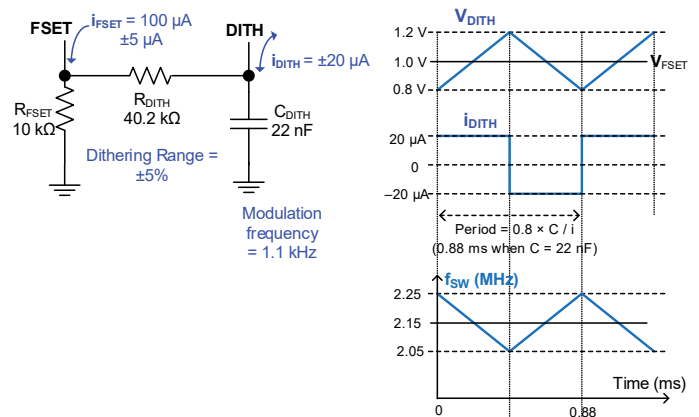 FSET
iFSET = 100 µA
±5 µA
DITH
iDITH = ±20 µA
RFSET
10 kΩ
RDITH
40.2 kΩ
CDITH
22 nF
Dithering Range =
±5%
Modulation
frequency
= 1.1 kHz
VDITH
1.2 V
1.0 V
VFSET
0.8 V
iDITH
20 µA
0
–20 µA
Period = 0.8 × C / i
(0.88 ms when C = 22 nF)
fSW (MHz)
2.25
2.15
2.05
Time (ms)
0
0.88